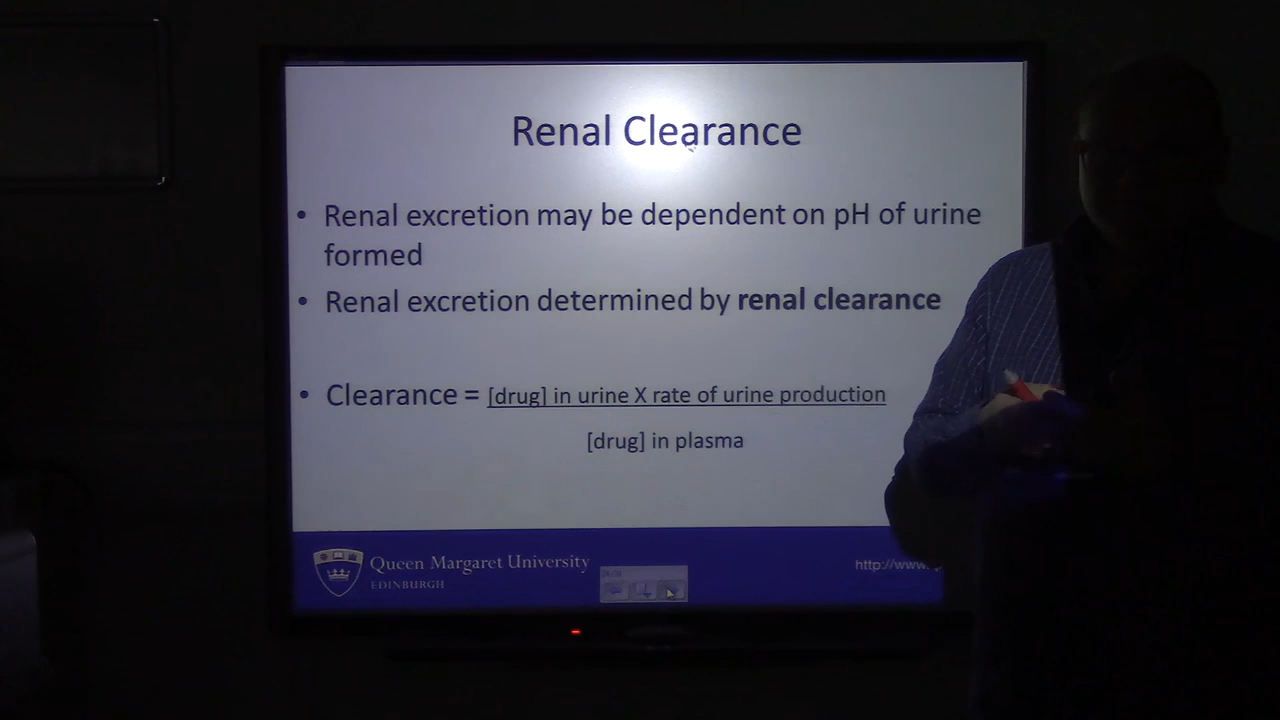 Renal Clearance
• Renal excretion may be dependent on pH of urine
formed
• Renal excretion determined by renal clearance
• Clearance = [drug] in urine X rate of urine production
[drug] in plasma
Queen Margaret University
EDINBURGH
http://www.